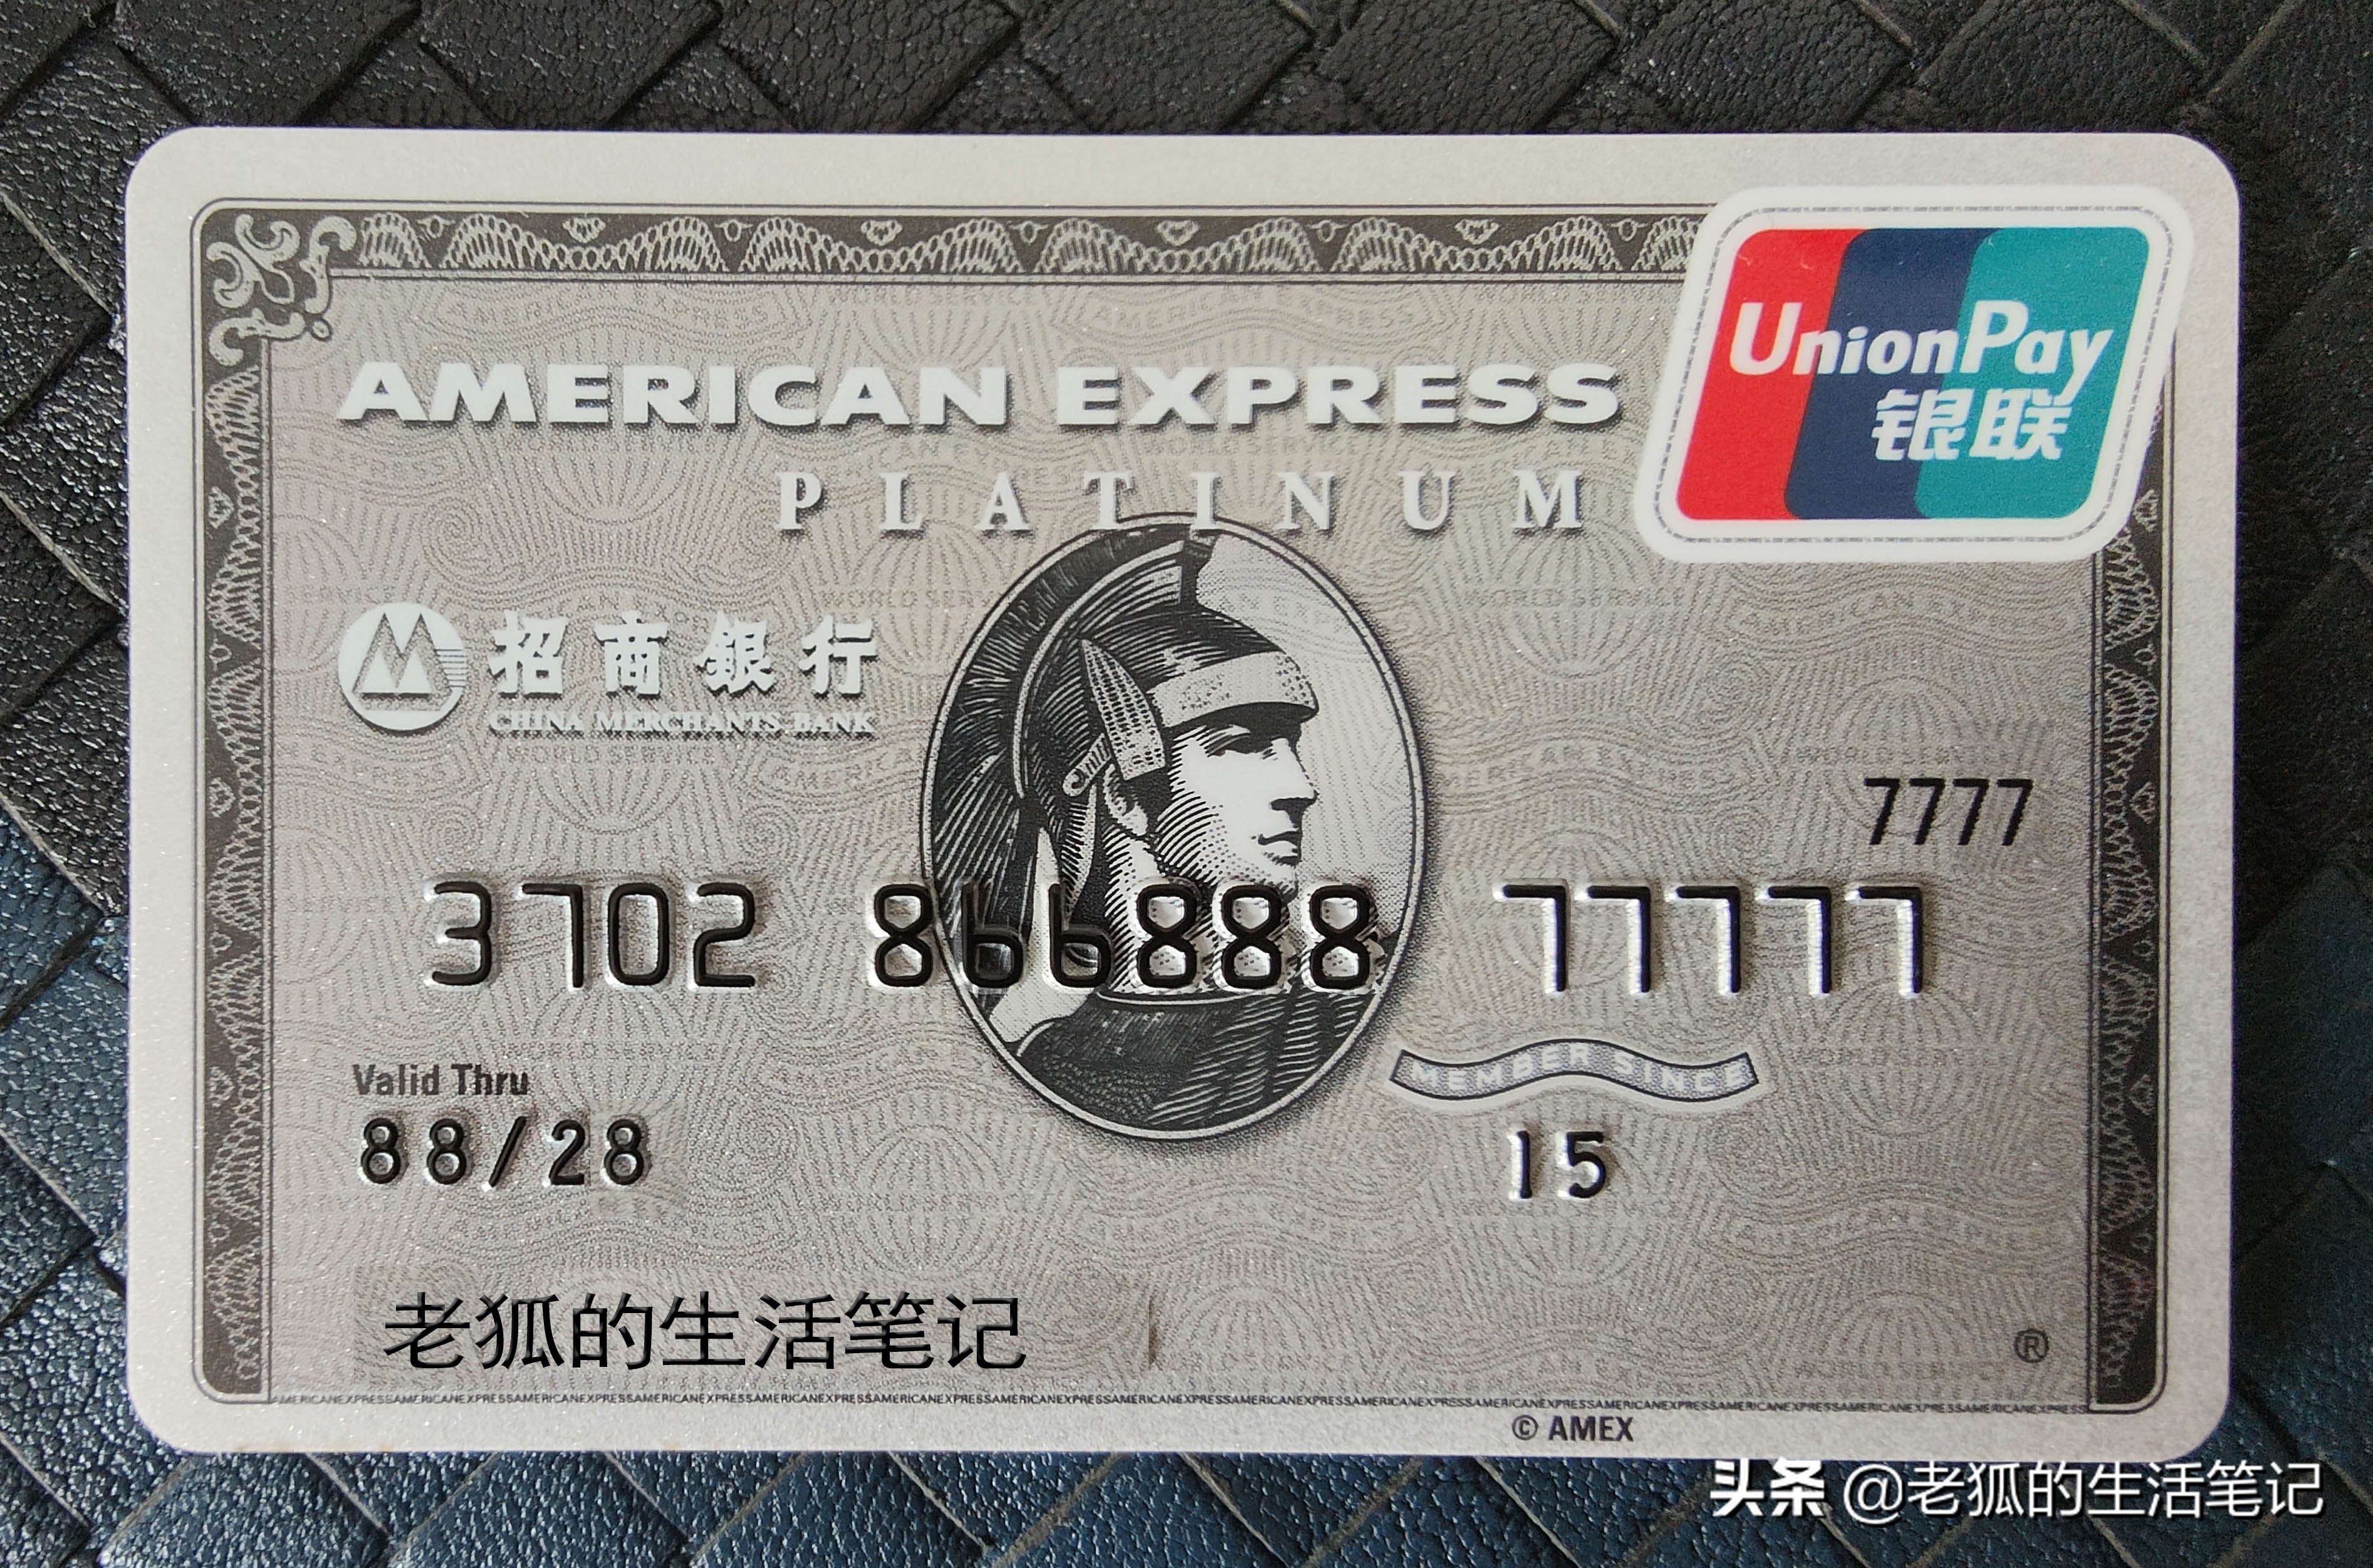 AMERICAN EXPRESS
PLATINUM
UnionPay
银联
招商銀行
CHINA MERCHANTS BANK
7777
3702 866888 77777
MEMBER SINCE
Valid Thru
88/28
15
老狐的生活笔记
®
AMERICANEXPRESSAMERICANEXPRESSAMERICANEXPRESSAMERICANEXPRESSAMERICANEXPRESSAMERICANEXPRESSAMERICANEXPRESSAMERICANEXPRESSAMERICANEXPRESSAMERICANEXPRESSAMERICANEXPRESSAMERICANEXPRESSAMERICANEXPRESS
© AMEX
头条 @老狐的生活笔记